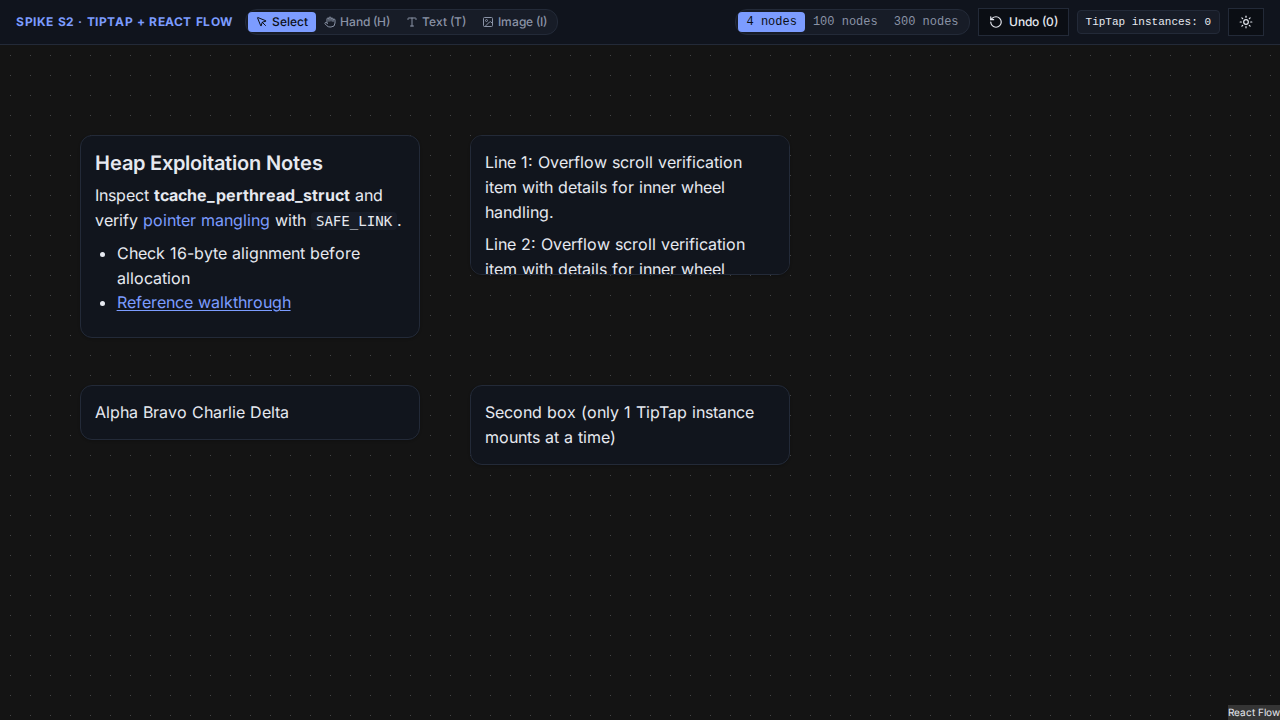 SPIKE S2 · TIPTAP + REACT FLOW
Select
Hand (H)
Text (T)
Image (I)
4 nodes
100 nodes
300 nodes
Undo (0)
TipTap instances: 0
Heap Exploitation Notes
Inspect tcache_perthread_struct and
verify pointer mangling with SAFE_LINK.
• Check 16-byte alignment before
allocation
• Reference walkthrough
Line 1: Overflow scroll verification
item with details for inner wheel
handling.
Line 2: Overflow scroll verification
item with details for inner wheel
Alpha Bravo Charlie Delta
Second box (only 1 TipTap instance
mounts at a time)
React Flow